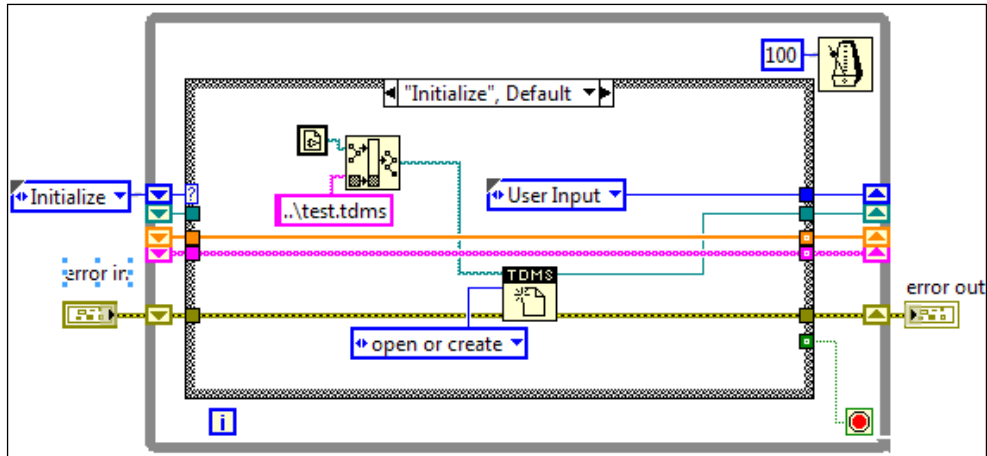 100
"Initialize", Default
Initialize
?
..\test.tdms
User Input
error in
TDMS
error out
open or create
i